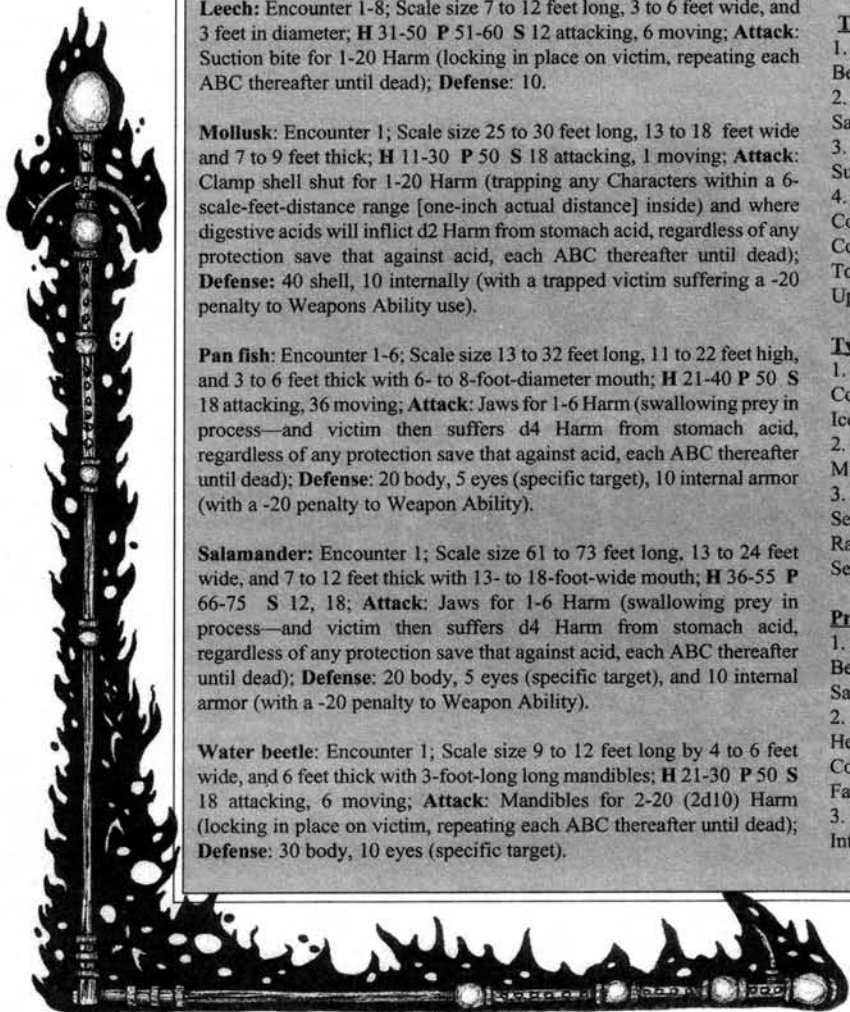 Leech: Encounter 1-8; Scale size 7 to 12 feet long, 3 to 6 feet wide, and
3 feet in diameter; H 31-50 P 51-60 S 12 attacking, 6 moving; Attack:
Suction bite for 1-20 Harm (locking in place on victim, repeating each
ABC thereafter until dead); Defense: 10.
Mollusk: Encounter 1; Scale size 25 to 30 feet long, 13 to 18 feet wide
and 7 to 9 feet thick; H 11-30 P 50 S 18 attacking, 1 moving; Attack:
Clamp shell shut for 1-20 Harm (trapping any Characters within a 6-
scale-feet-distance range [one-inch actual distance] inside) and where
digestive acids will inflict d2 Harm from stomach acid, regardless of any
protection save that against acid, each ABC thereafter until dead);
Defense: 40 shell, 10 internally (with a trapped victim suffering a -20
penalty to Weapons Ability use).
Pan fish: Encounter 1-6; Scale size 13 to 32 feet long, 11 to 22 feet high,
and 3 to 6 feet thick with 6- to 8-foot-diameter mouth; H 21-40 P 50 S
18 attacking, 36 moving; Attack: Jaws for 1-6 Harm (swallowing prey in
process—and victim then suffers d4 Harm from stomach acid,
regardless of any protection save that against acid, each ABC thereafter
until dead); Defense: 20 body, 5 eyes (specific target), 10 internal armor
(with a -20 penalty to Weapon Ability).
Salamander: Encounter 1; Scale size 61 to 73 feet long, 13 to 24 feet
wide, and 7 to 12 feet thick with 13- to 18-foot-wide mouth; H 36-55 P
66-75 S 12, 18; Attack: Jaws for 1-6 Harm (swallowing prey in
process—and victim then suffers d4 Harm from stomach acid,
regardless of any protection save that against acid, each ABC thereafter
until dead); Defense: 20 body, 5 eyes (specific target), and 10 internal
armor (with a -20 penalty to Weapon Ability).
Water beetle: Encounter 1; Scale size 9 to 12 feet long by 4 to 6 feet
wide, and 6 feet thick with 3-foot-long long mandibles; H 21-30 P 50 S
18 attacking, 6 moving; Attack: Mandibles for 2-20 (2d10) Harm
(locking in place on victim, repeating each ABC thereafter until dead);
Defense: 30 body, 10 eyes (specific target).
1.
2.
3.
4.
1.
2.
3.
1.
2.
3.